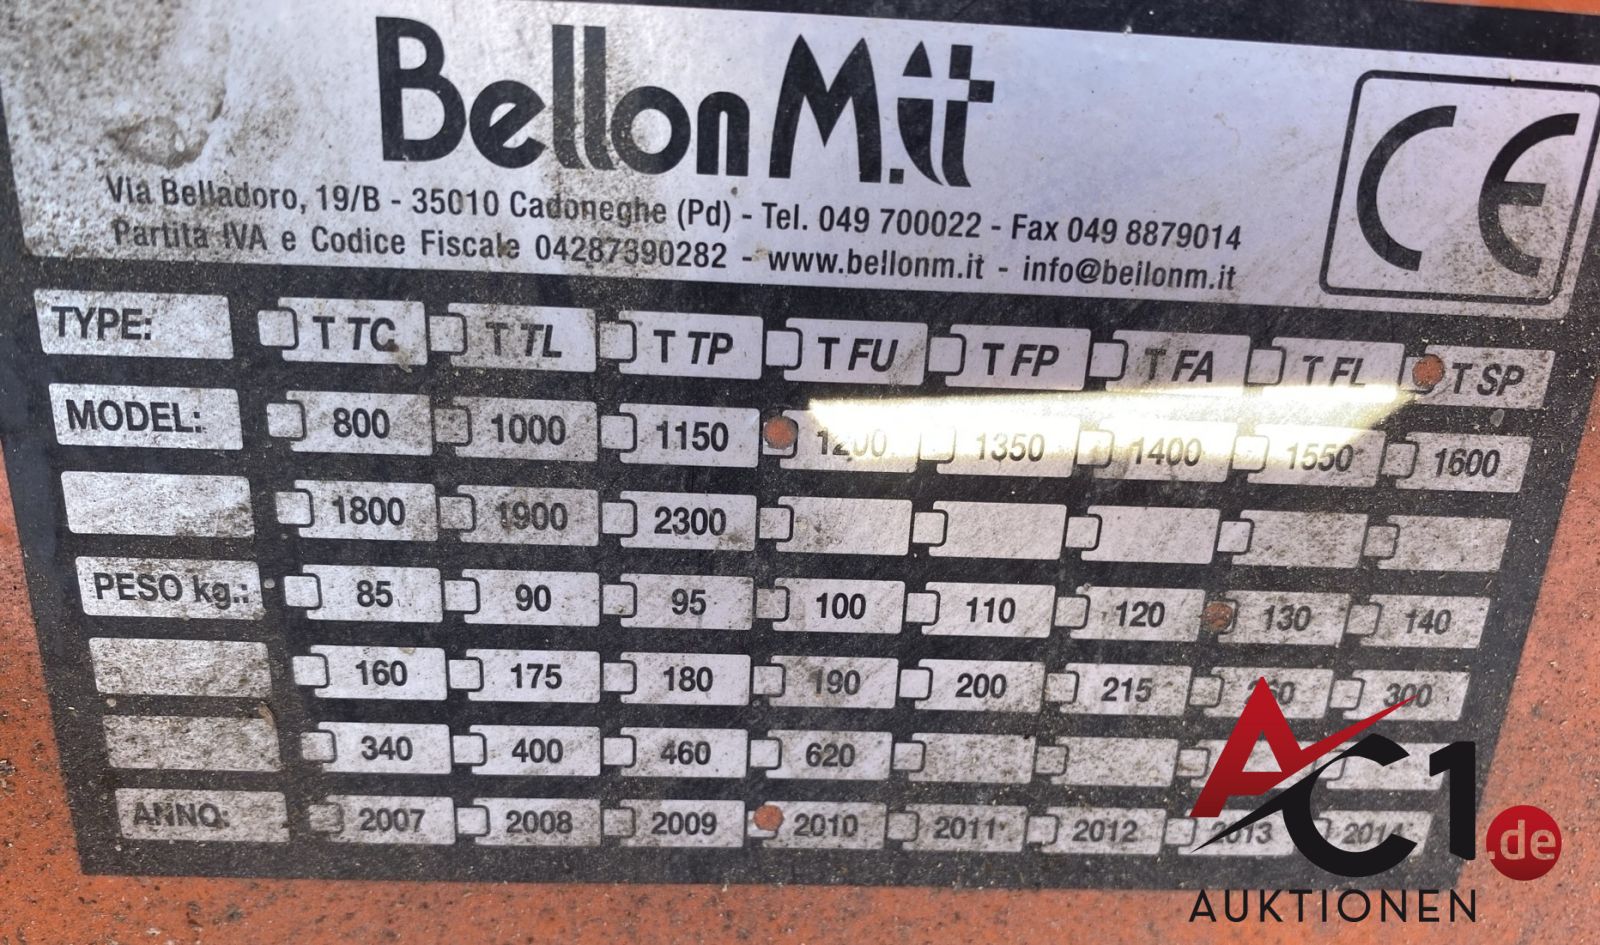 BellonM.it
CE
Via Belladoro, 19/B - 35010 Cadoneghe (Pd) - Tel. 049 700022 - Fax 049 8879014
Partita IVA e Codice Fiscale 04287390282 - www.bellonm.it - info@bellonm.it
TYPE: T TC T TL T TP T FU T FP T FA T FL T SP
MODEL: 800 1000 1150 1200 1350 1400 1550 1600
1800 1900 2300
PESO kg.: 85 90 95 100 110 120 130 140
160 175 180 190 200 215 260 300
340 400 460 620
ANNO: 2007 2008 2009 2010 2011 2012 2013 2014
AC1.de
AUKTIONEN